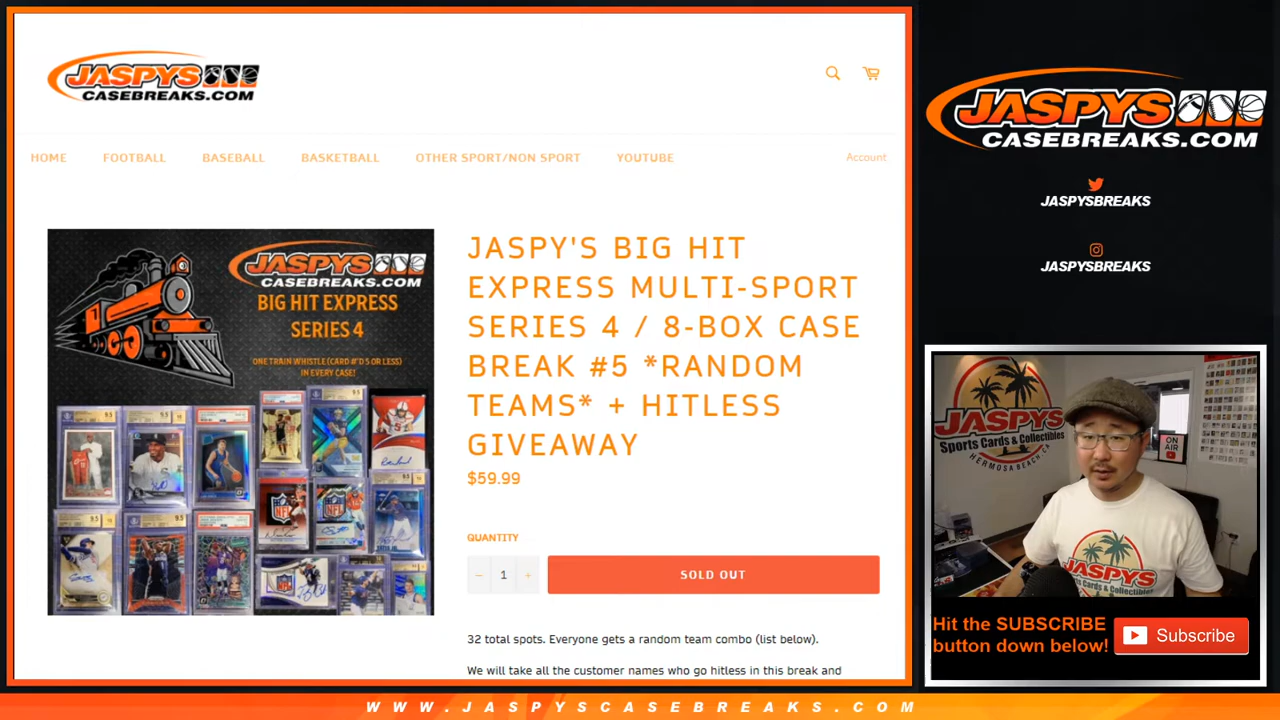 JASPYS
CASEBREAKS.COM
HOME
FOOTBALL
BASEBALL
BASKETBALL
OTHER SPORT/NON SPORT
YOUTUBE
Account
JASPYS
CASEBREAKS.COM
BIG HIT EXPRESS
SERIES 4
ONE TRAIN WHISTLE (CARD #'D 5 OR LESS)
IN EVERY CASE!
JASPY'S BIG HIT
EXPRESS MULTI-SPORT
SERIES 4 / 8-BOX CASE
BREAK #5 *RANDOM
TEAMS* + HITLESS
GIVEAWAY
$59.99
QUANTITY
− 1 +
SOLD OUT
32 total spots. Everyone gets a random team combo (list below).
We will take all the customer names who go hitless in this break and
JASPYS
CASEBREAKS.COM
JASPYSBREAKS
JASPYSBREAKS
JASPYS
Sports Cards & Collectibles
HERMOSA BEACH, CA
ON AIR
JASPYS
Sports Cards & Collectibles
Hit the SUBSCRIBE
button down below!
Subscribe
WWW.JASPYSCASEBREAKS.COM